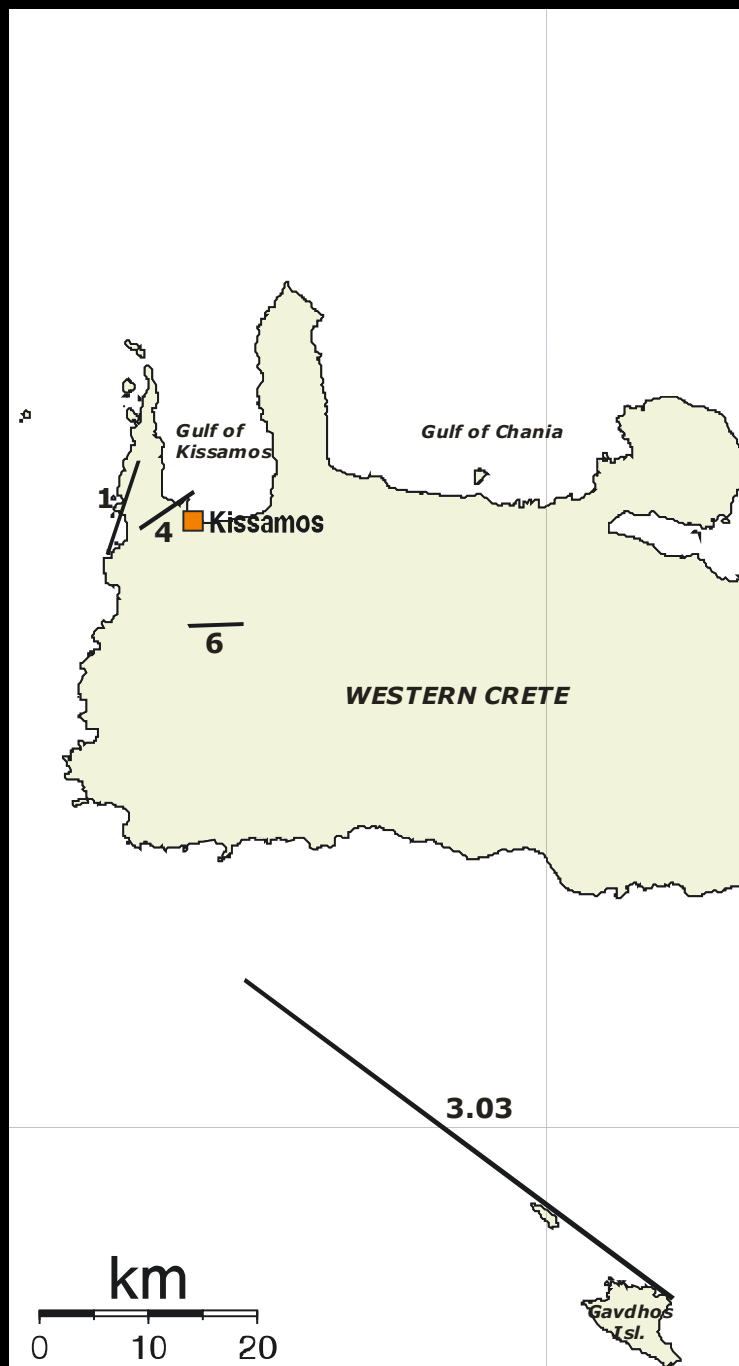 Gulf of
Kissamos
Gulf of Chania
1
4
Kissamos
6
WESTERN CRETE
3.03
km
0 10 20
Gavdhos
Isl.